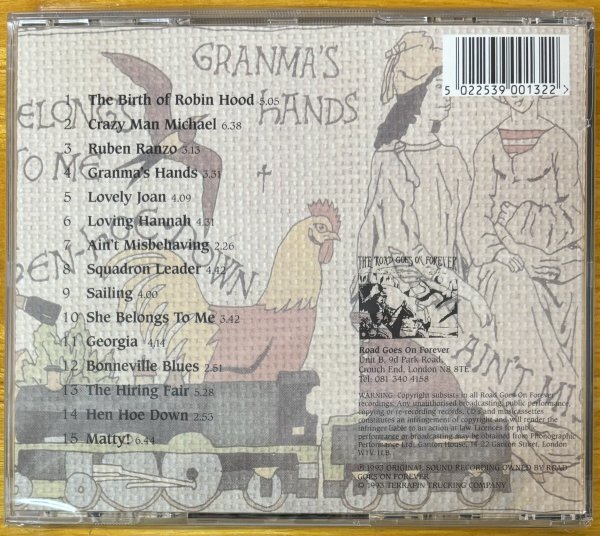 GRANMA'S
HANDS
5 022539 001322 >
ELONGS
TO ME
DOWN
AIN'T MI
1 The Birth of Robin Hood 5.05
2 Crazy Man Michael 6.38
3 Ruben Ranzo 3.13
4 Granma's Hands 3.31
5 Lovely Joan 4.09
6 Loving Hannah 4.31
7 Ain't Misbehaving 2.26
8 Squadron Leader 4.42
9 Sailing 4.00
10 She Belongs To Me 3.42
11 Georgia 4.14
12 Bonneville Blues 2.51
13 The Hiring Fair 5.28
14 Hen Hoe Down 2.53
15 Matty! 6.44
THE ROAD GOES ON FOREVER
Road Goes On Forever
Unit B, 9d Park Road,
Crouch End, London N8 8TE
Tel: 081 340 4158
WARNING: Copyright subsists in all Road Goes On Forever
recordings. Any unauthorised broadcasting, public performance,
copying or re-recording records, CD's and musicassettes
constitutes an infringement of copyright and will render the
infringer liable to an action at law. Licences for public
performance or broadcasting may be obtained from Phonographic
Performance Ltd., Ganton House, 14-22 Ganton Street, London
W1V 1LB.
℗ 1993 ORIGINAL SOUND RECORDING OWNED BY ROAD
GOES ON FOREVER
© 1993 TERRAPIN TRUCKING COMPANY